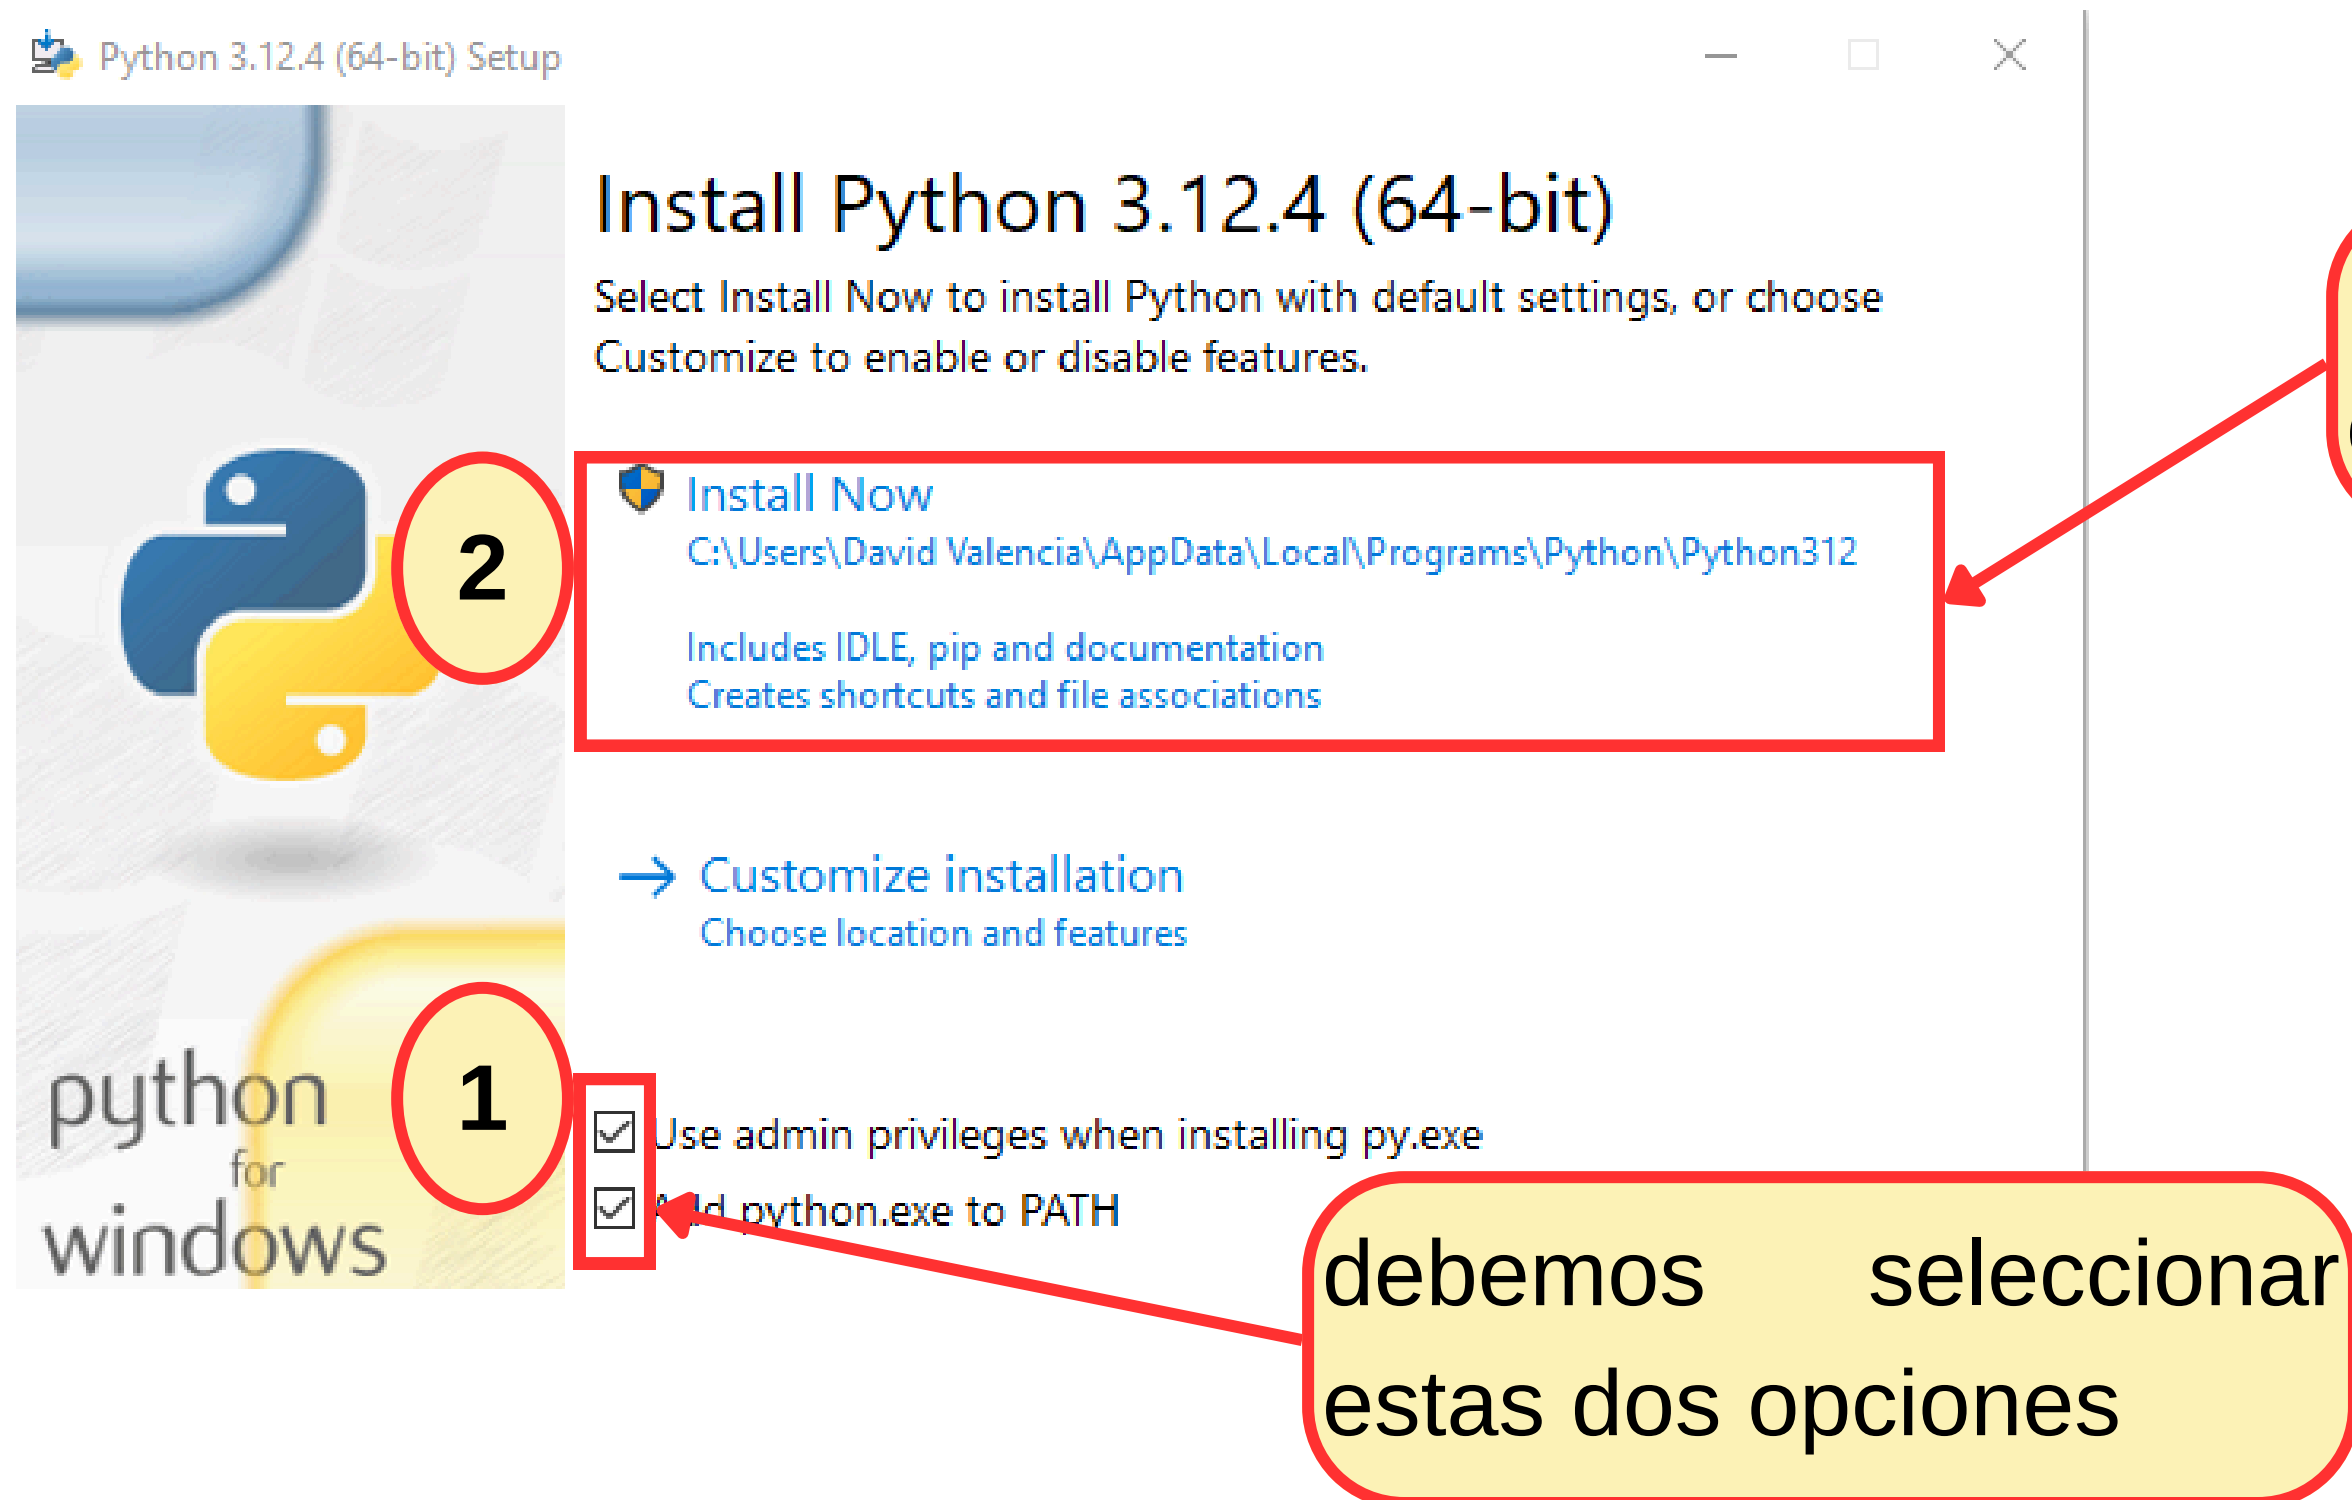 Python 3.12.4 (64-bit) Setup
Install Python 3.12.4 (64-bit)
Select Install Now to install Python with default settings, or choose
Customize to enable or disable features.
2
Install Now
C:\Users\David Valencia\AppData\Local\Programs\Python\Python312
Includes IDLE, pip and documentation
Creates shortcuts and file associations
Customize installation
Choose location and features
1
Use admin privileges when installing py.exe
Add python.exe to PATH
python
for
windows
debemos seleccionar
estas dos opciones